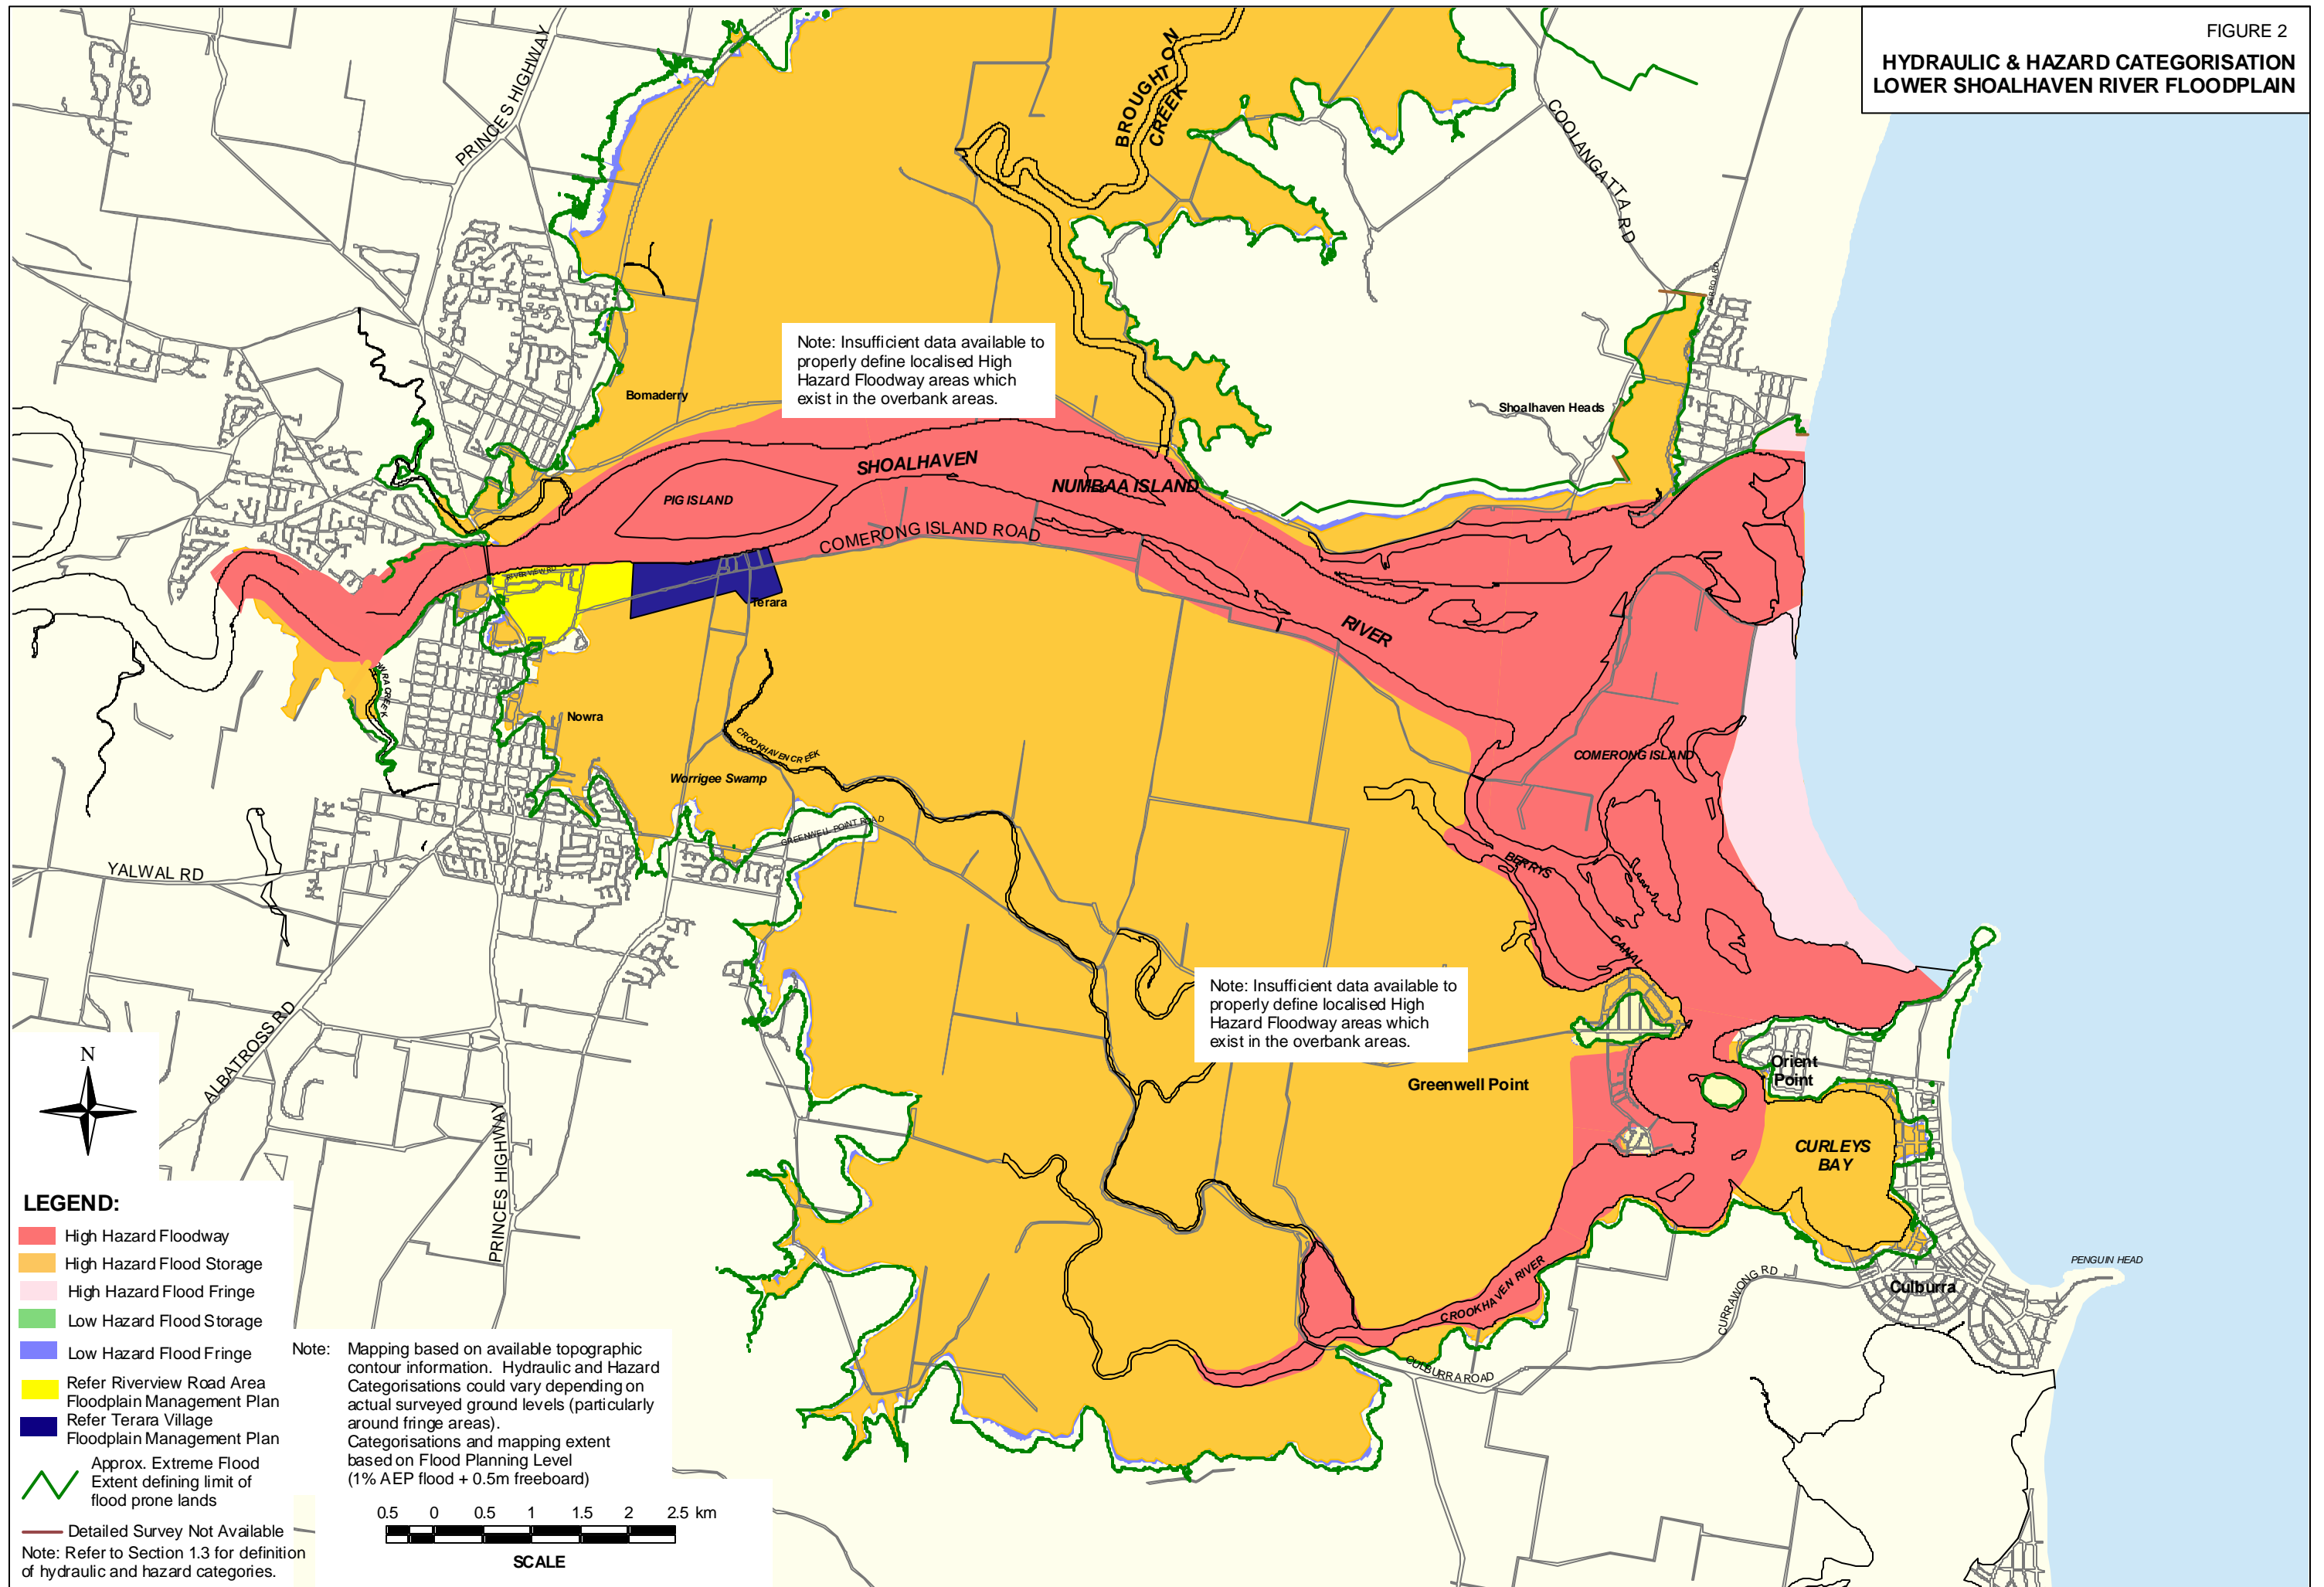 FIGURE 2
HYDRAULIC & HAZARD CATEGORISATION
LOWER SHOALHAVEN RIVER FLOODPLAIN
PRINCES HIGHWAY
BROUGHTON
CREEK
COOLANGATTA RD
Note: Insufficient data available to
properly define localised High
Hazard Floodway areas which
exist in the overbank areas.
Bomaderry
Shoalhaven Heads
SHOALHAVEN
PIG ISLAND
NUMBAA ISLAND
COMERONG ISLAND ROAD
RIVERVIEW RD
Terara
RIVER
Nowra
CROOKHAVEN CREEK
Worrigee Swamp
COMERONG ISLAND
GREENWELL POINT ROAD
YALWAL RD
BERRYS
CANAL
Note: Insufficient data available to
properly define localised High
Hazard Floodway areas which
exist in the overbank areas.
ALBATROSS RD
N
Greenwell Point
Orient
Point
CURLEYS
BAY
PRINCES HIGHWAY
PENGUIN HEAD
Culburra
CURRAWONG RD
CROOKHAVEN RIVER
CULBURRA ROAD
LEGEND:
High Hazard Floodway
High Hazard Flood Storage
High Hazard Flood Fringe
Low Hazard Flood Storage
Low Hazard Flood Fringe
Refer Riverview Road Area
Floodplain Management Plan
Refer Terara Village
Floodplain Management Plan
Approx. Extreme Flood
Extent defining limit of
flood prone lands
Detailed Survey Not Available
Note: Refer to Section 1.3 for definition
of hydraulic and hazard categories.
Note: Mapping based on available topographic
contour information. Hydraulic and Hazard
Categorisations could vary depending on
actual surveyed ground levels (particularly
around fringe areas).
Categorisations and mapping extent
based on Flood Planning Level
(1% AEP flood + 0.5m freeboard)
0.5 0 0.5 1 1.5 2 2.5 km
SCALE